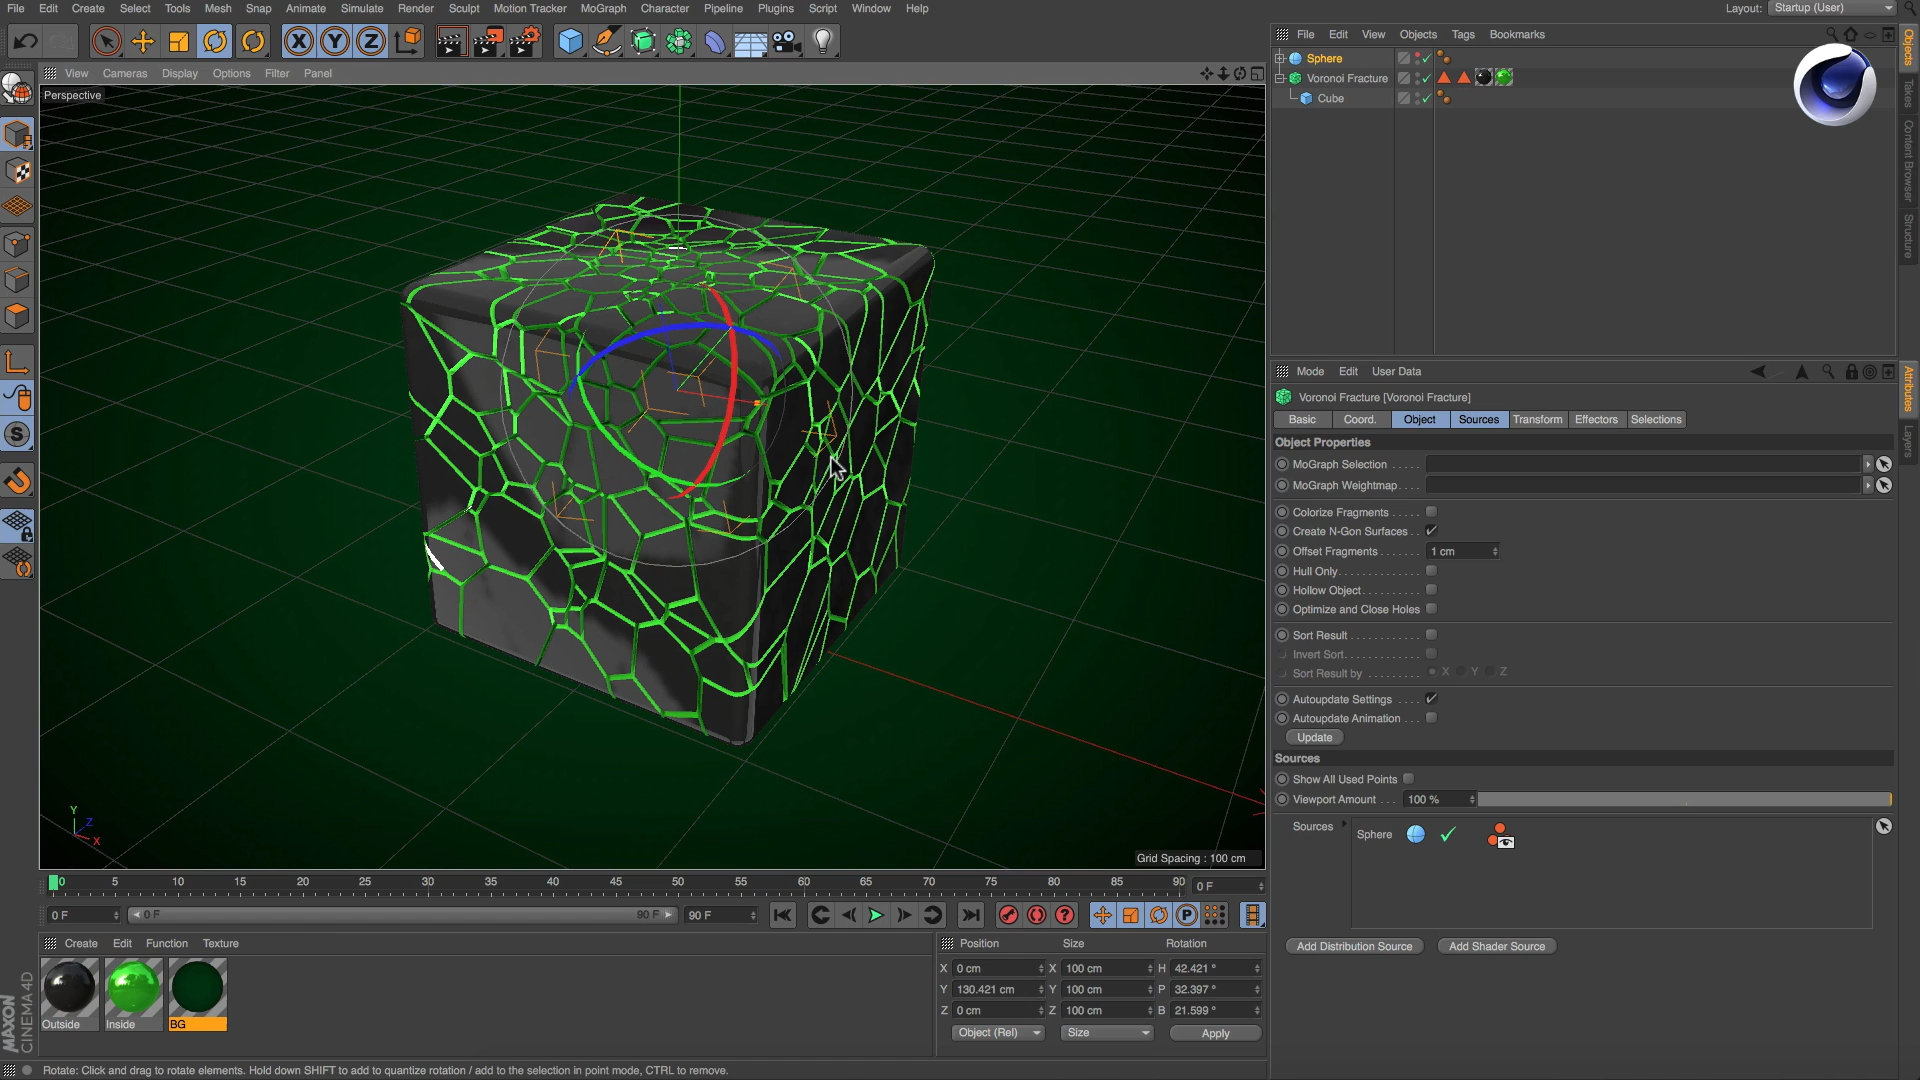 File Edit Create Select Tools Mesh Snap Animate Simulate Render Sculpt Motion Tracker MoGraph Character Pipeline Plugins Script Window Help
Layout: Startup (User)
File Edit View Objects Tags Bookmarks
Sphere
Voronoi Fracture
Cube
Objects
Takes
Content Browser
Structure
View Cameras Display Options Filter Panel
Perspective
Grid Spacing : 100 cm
Y
Z
X
Mode Edit User Data
Voronoi Fracture [Voronoi Fracture]
Basic Coord. Object Sources Transform Effectors Selections
Object Properties
MoGraph Selection .....
MoGraph Weightmap....
Colorize Fragments .....
Create N-Gon Surfaces ..
Offset Fragments....... 1 cm
Hull Only..............
Hollow Object..........
Optimize and Close Holes
Sort Result ............
Invert Sort.............
Sort Result by ......... X Y Z
Autoupdate Settings ....
Autoupdate Animation ...
Update
Sources
Show All Used Points
Viewport Amount ... 100 %
Sources
Sphere
Add Distribution Source Add Shader Source
Attributes
Layers
0 5 10 15 20 25 30 35 40 45 50 55 60 65 70 75 80 85 90 0 F
0 F 0 F 90 F 90 F
P
Create Edit Function Texture
Outside Inside BG
Position Size Rotation
X 0 cm X 100 cm H 42.421 °
Y 130.421 cm Y 100 cm P 32.397 °
Z 0 cm Z 100 cm B 21.599 °
Object (Rel) Size Apply
MAXON
CINEMA 4D
Rotate: Click and drag to rotate elements. Hold down SHIFT to add to quantize rotation / add to the selection in point mode, CTRL to remove.